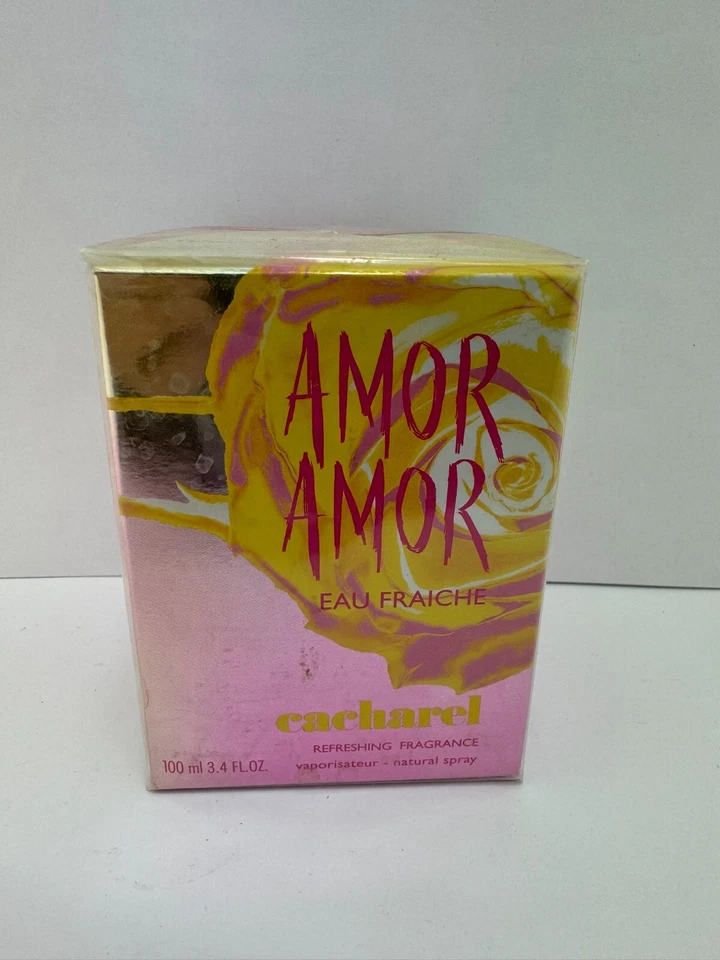 AMOR
AMOR
EAU FRAICHE
cacharel
REFRESHING FRAGRANCE
100 ml 3.4 FL.OZ. vaporisateur - natural spray